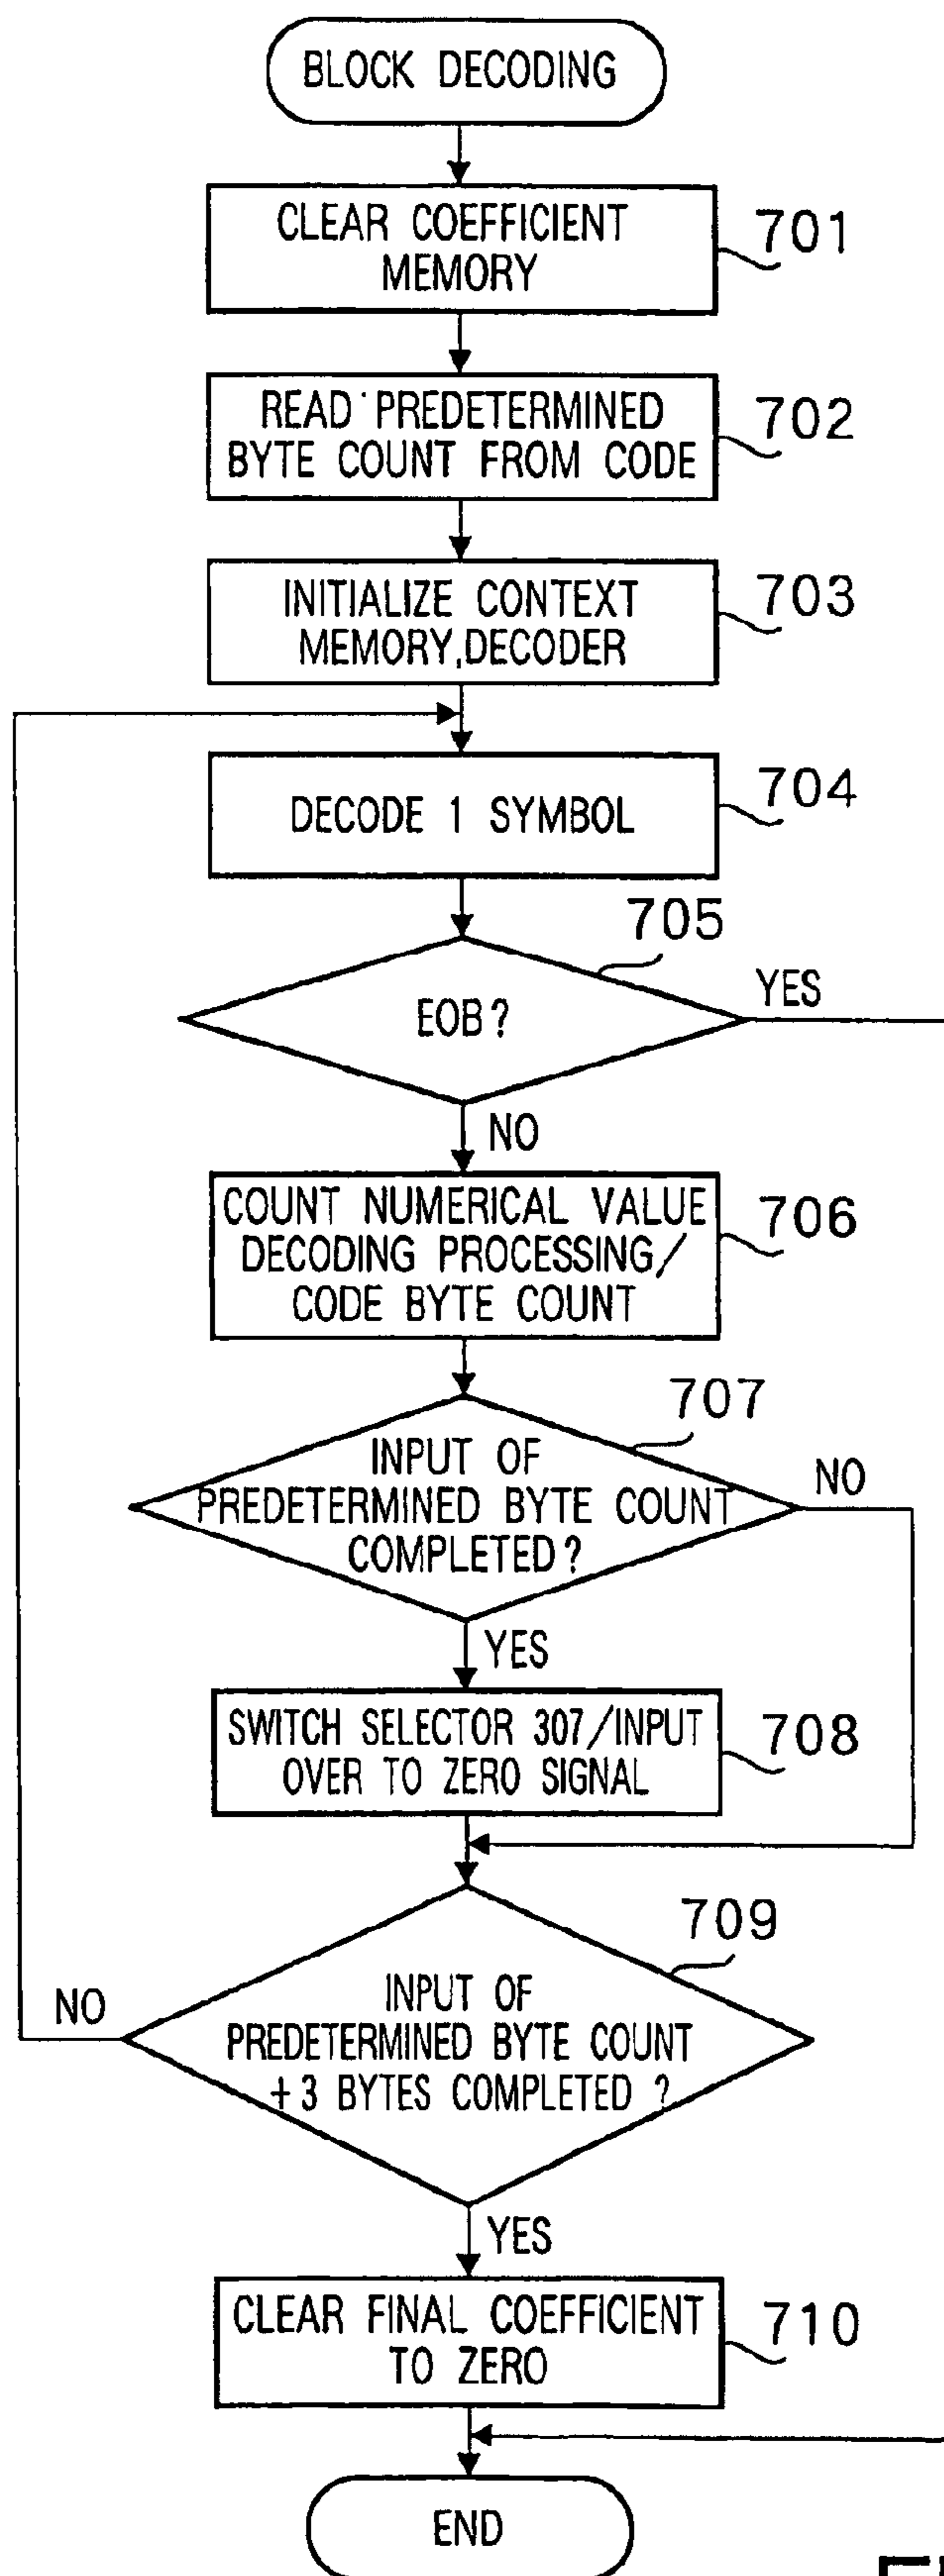 BLOCK DECODING
CLEAR COEFFICIENT
MEMORY
701
READ PREDETERMINED
BYTE COUNT FROM CODE
702
INITIALIZE CONTEXT
MEMORY,DECODER
703
DECODE 1 SYMBOL
704
705
EOB?
YES
NO
COUNT NUMERICAL VALUE
DECODING PROCESSING/
CODE BYTE COUNT
706
707
INPUT OF
PREDETERMINED BYTE COUNT
COMPLETED?
NO
YES
SWITCH SELECTOR 307/INPUT
OVER TO ZERO SIGNAL
708
709
INPUT OF
PREDETERMINED BYTE COUNT
+3 BYTES COMPLETED ?
NO
YES
CLEAR FINAL COEFFICIENT
TO ZERO
710
END